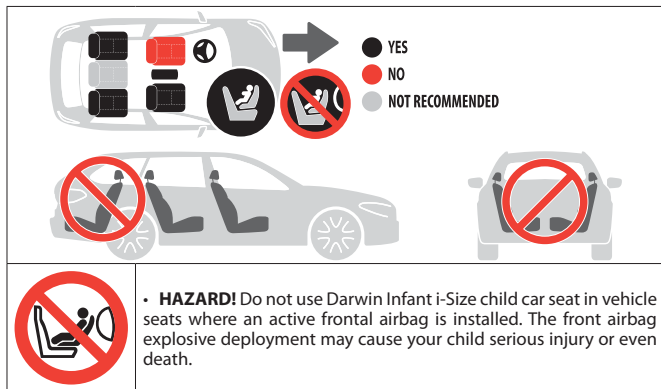 YES
NO
NOT RECOMMENDED
• HAZARD! Do not use Darwin Infant i-Size child car seat in vehicle
seats where an active frontal airbag is installed. The front airbag
explosive deployment may cause your child serious injury or even
death.